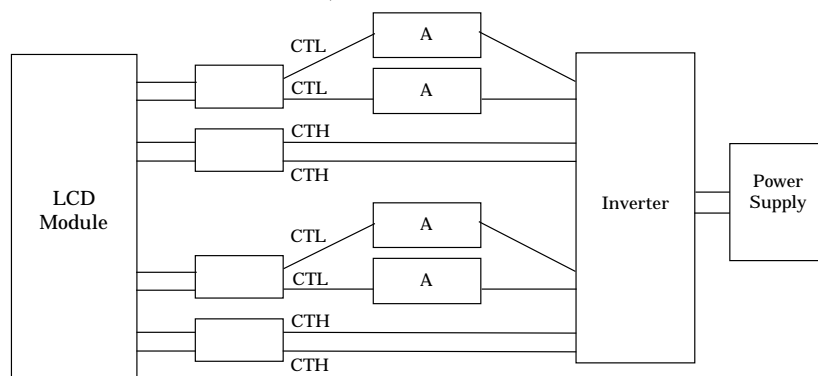 CTL
A
CTL
A
CTH
CTH
LCD
Module
Inverter
Power
Supply
CTL
A
CTL
A
CTH
CTH